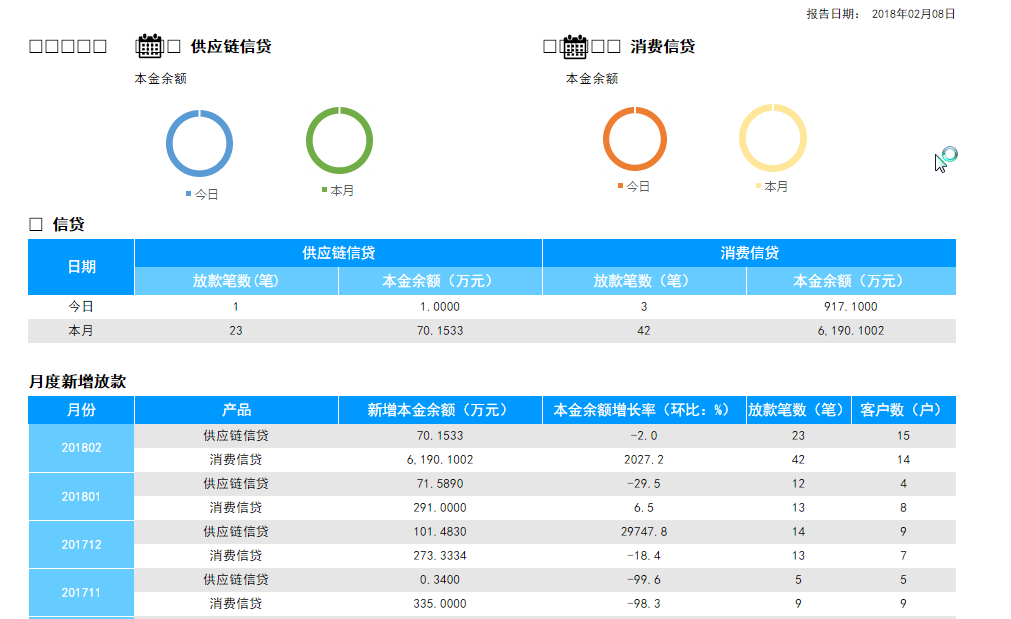 报告日期： 2018年02月08日
供应链信贷 消费信贷
本金余额 本金余额
今日 本月 今日 本月
信贷
日期 供应链信贷 消费信贷
放款笔数(笔) 本金余额（万元） 放款笔数（笔） 本金余额（万元）
今日 1 1.0000 3 917.1000
本月 23 70.1533 42 6,190.1002
月度新增放款
月份 产品 新增本金余额（万元） 本金余额增长率（环比：%） 放款笔数（笔） 客户数（户）
201802 供应链信贷 70.1533 -2.0 23 15
消费信贷 6,190.1002 2027.2 42 14
201801 供应链信贷 71.5890 -29.5 12 4
消费信贷 291.0000 6.5 13 8
201712 供应链信贷 101.4830 29747.8 14 9
消费信贷 273.3334 -18.4 13 7
201711 供应链信贷 0.3400 -99.6 5 5
消费信贷 335.0000 -98.3 9 9